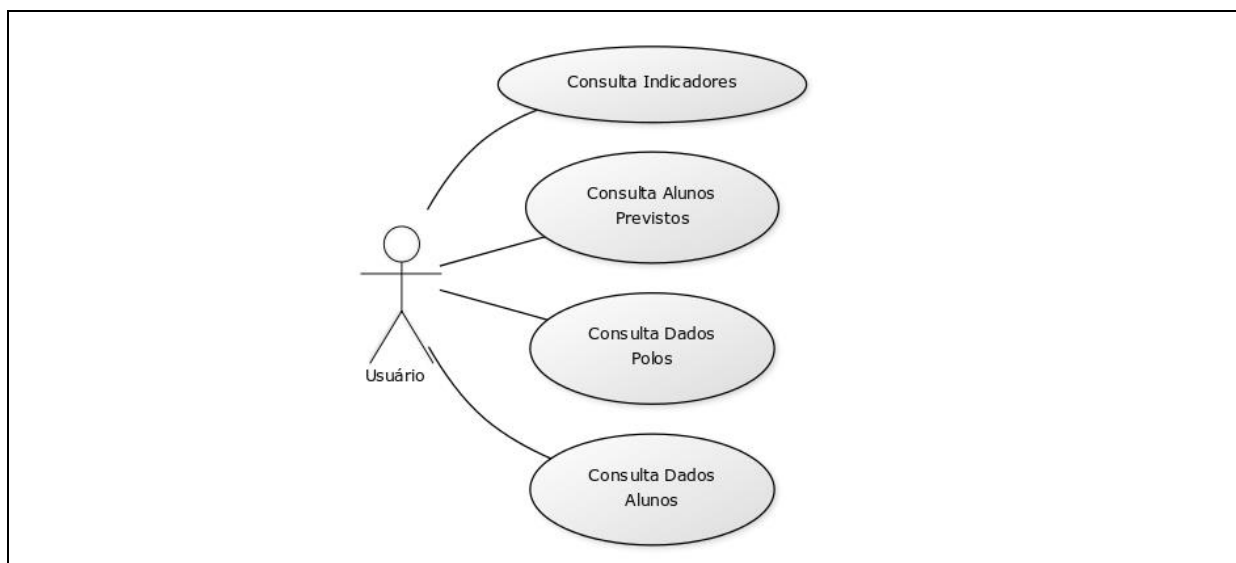 Consulta Indicadores
Consulta Alunos
Previstos
Consulta Dados
Polos
Usuário
Consulta Dados
Alunos